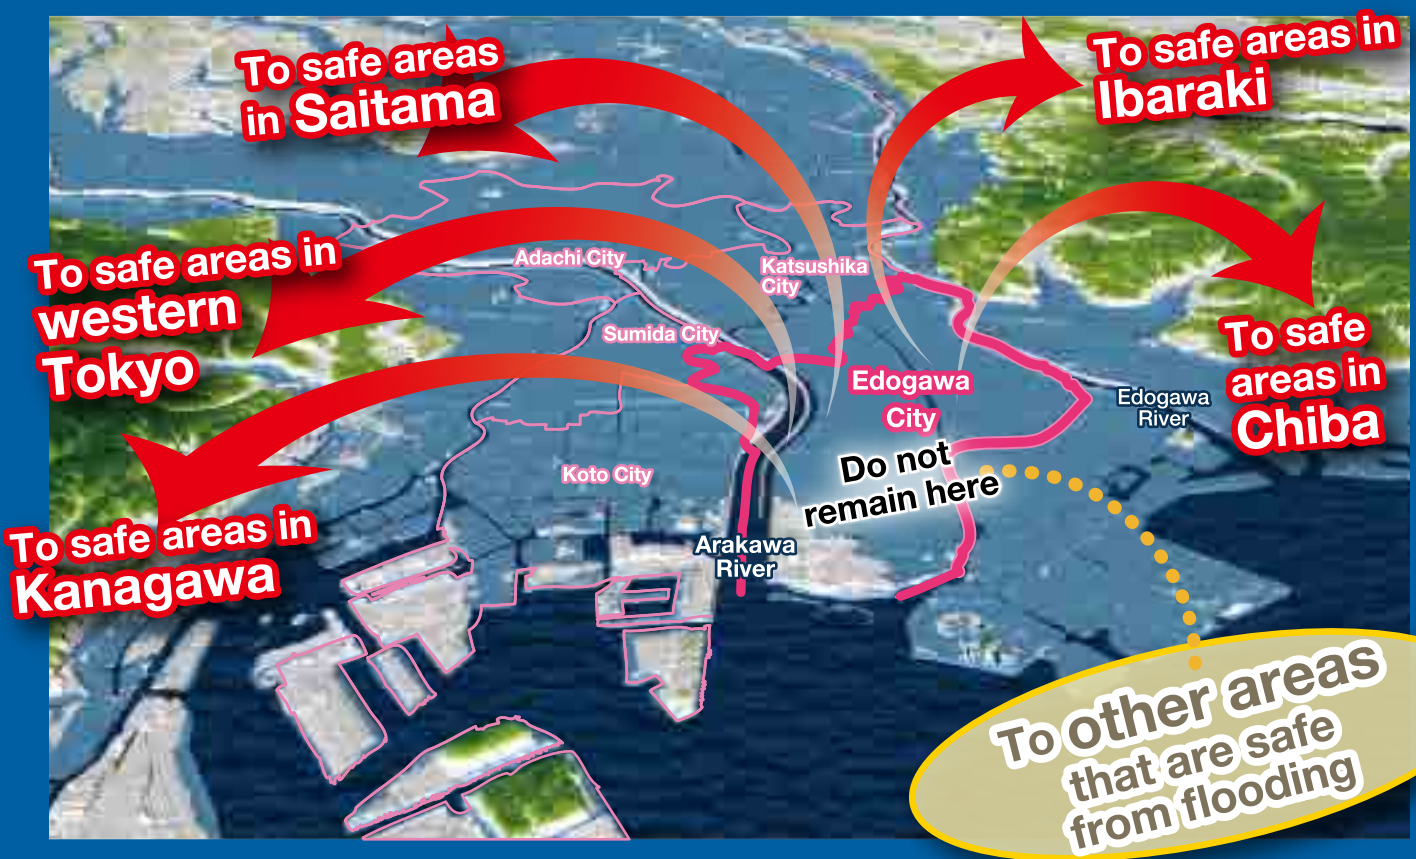 To safe areas
in Saitama
To safe areas in
Ibaraki
To safe areas in
western
Tokyo
Adachi City
Katsushika
City
Sumida City
To safe
areas in
Chiba
Edogawa
City
Edogawa
River
Do not
remain here
Koto City
To safe areas in
Kanagawa
Arakawa
River
To other areas
that are safe
from flooding